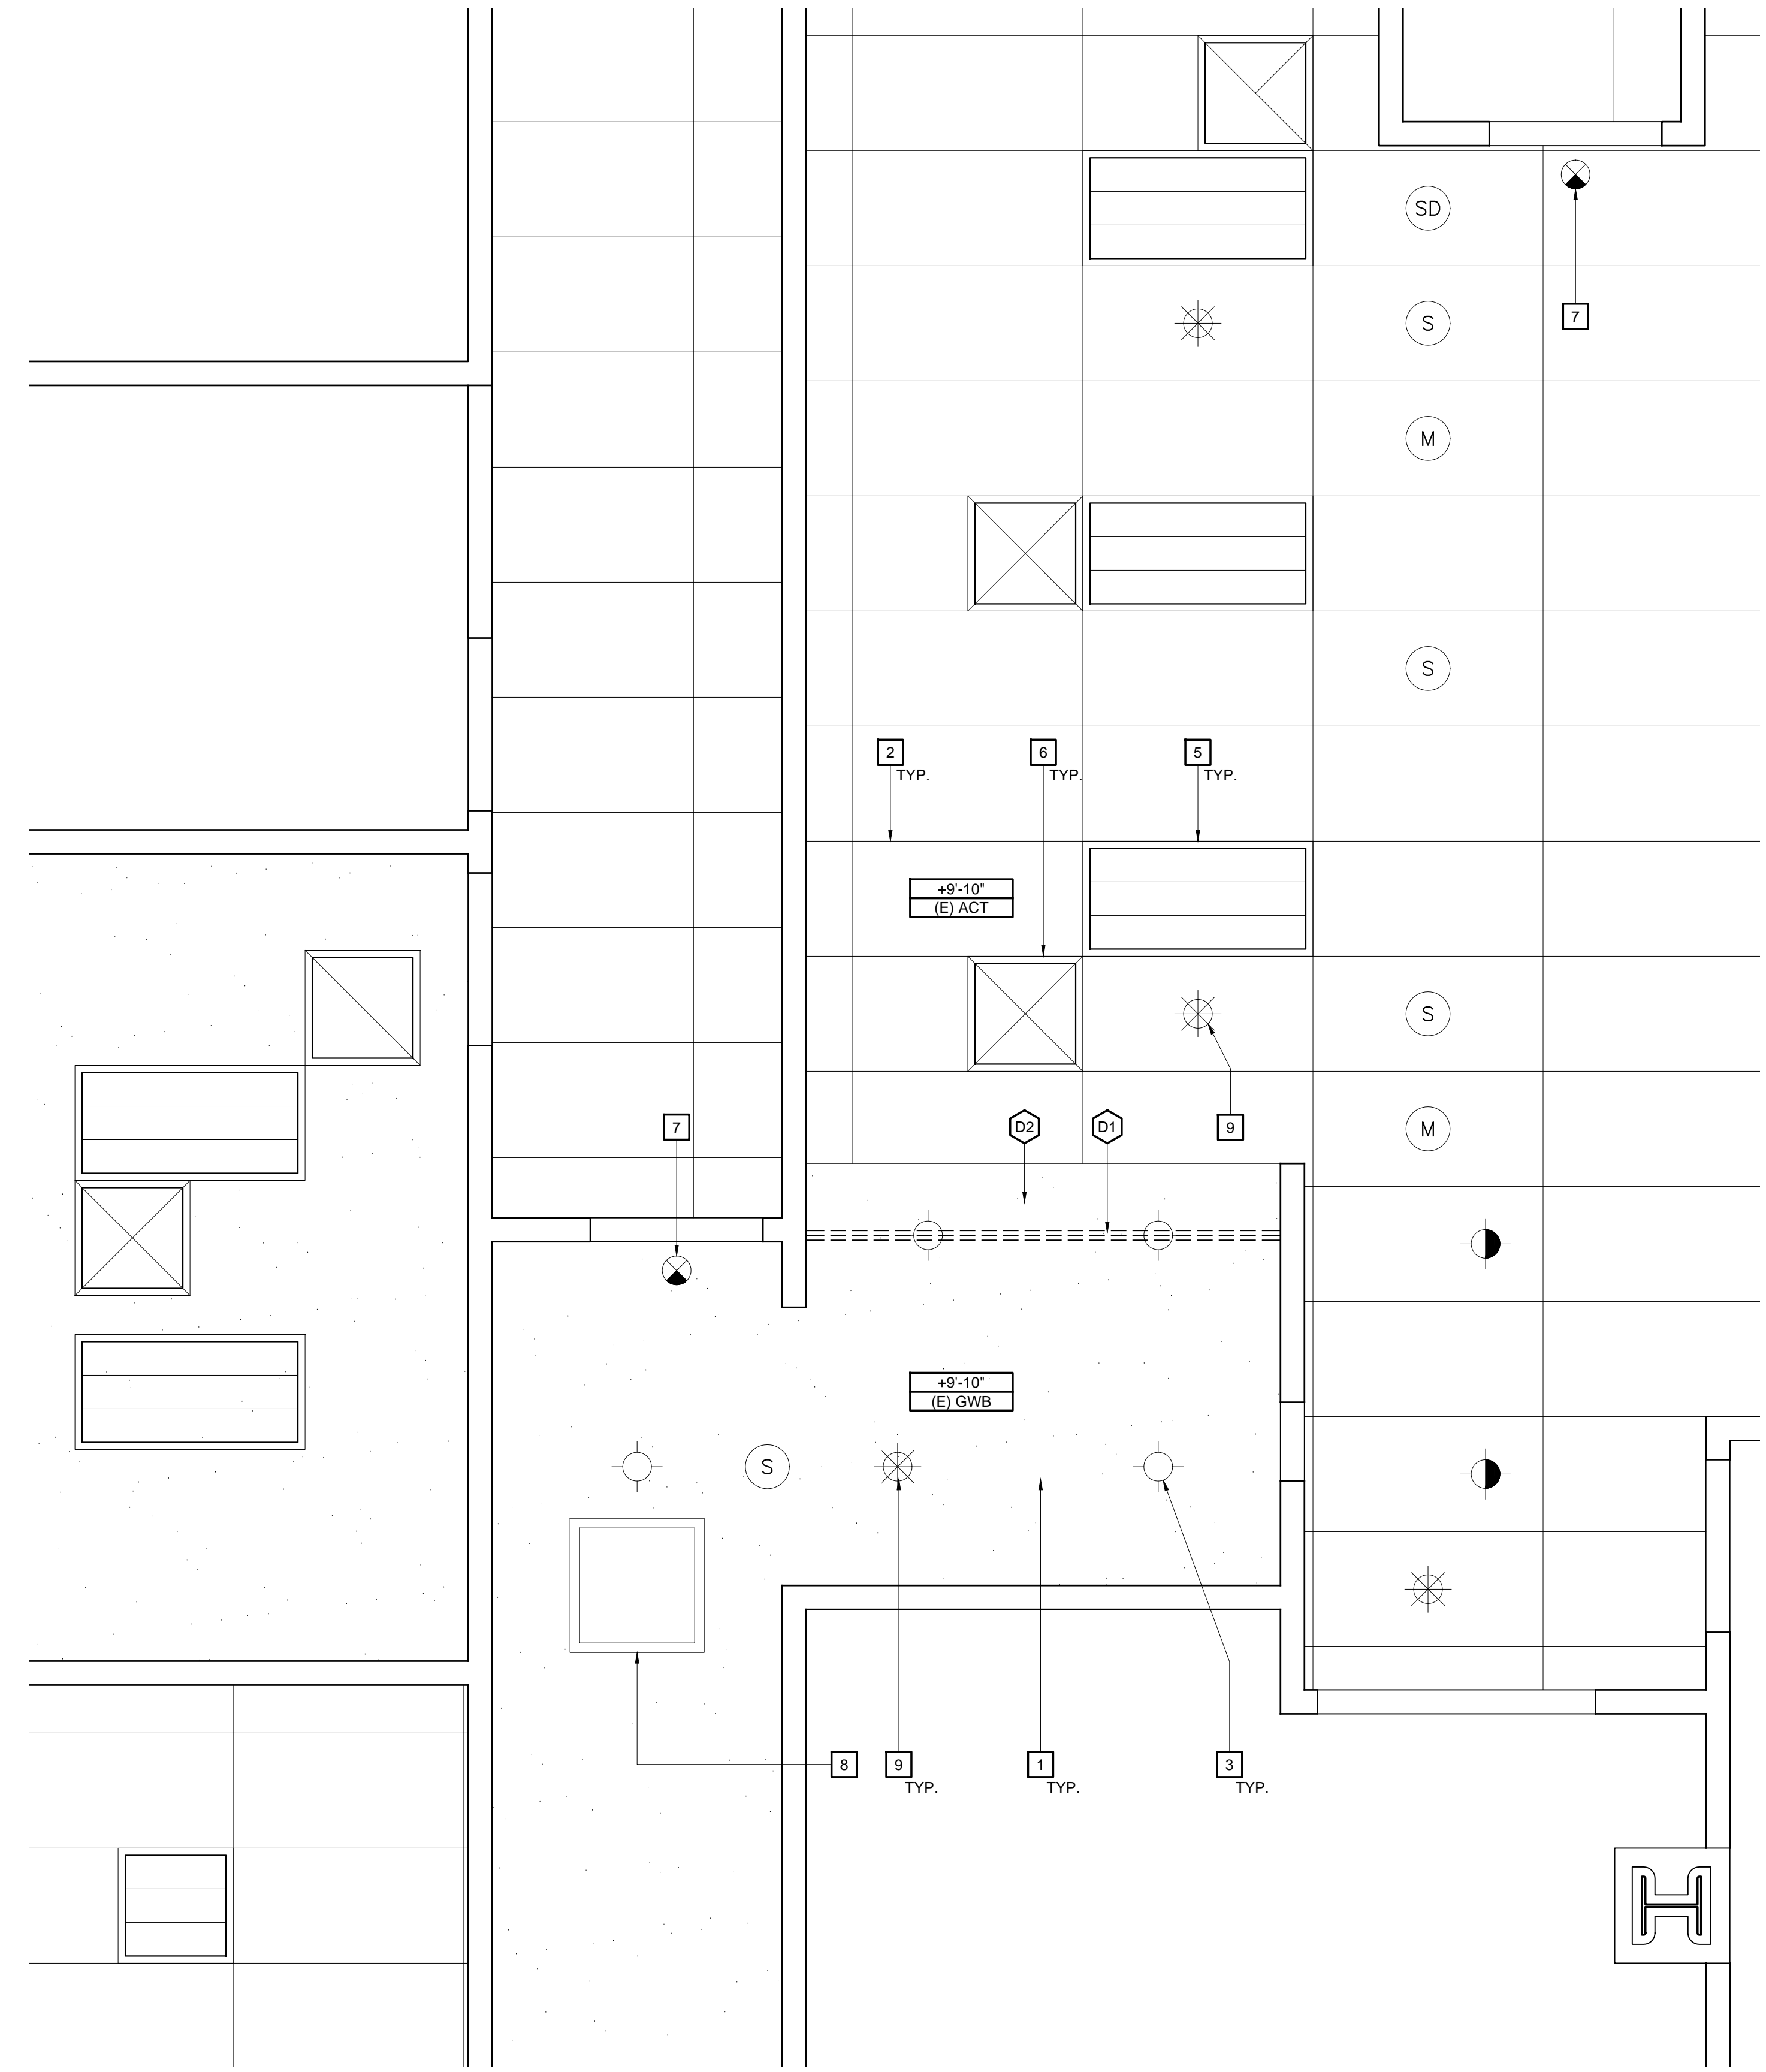 SD
S
7
M
S
2
TYP.
6
TYP.
5
TYP.
+9'-10"
(E) ACT
S
7
D2
D1
9
M
+9'-10"
(E) GWB
S
8
9
TYP.
1
TYP.
3
TYP.